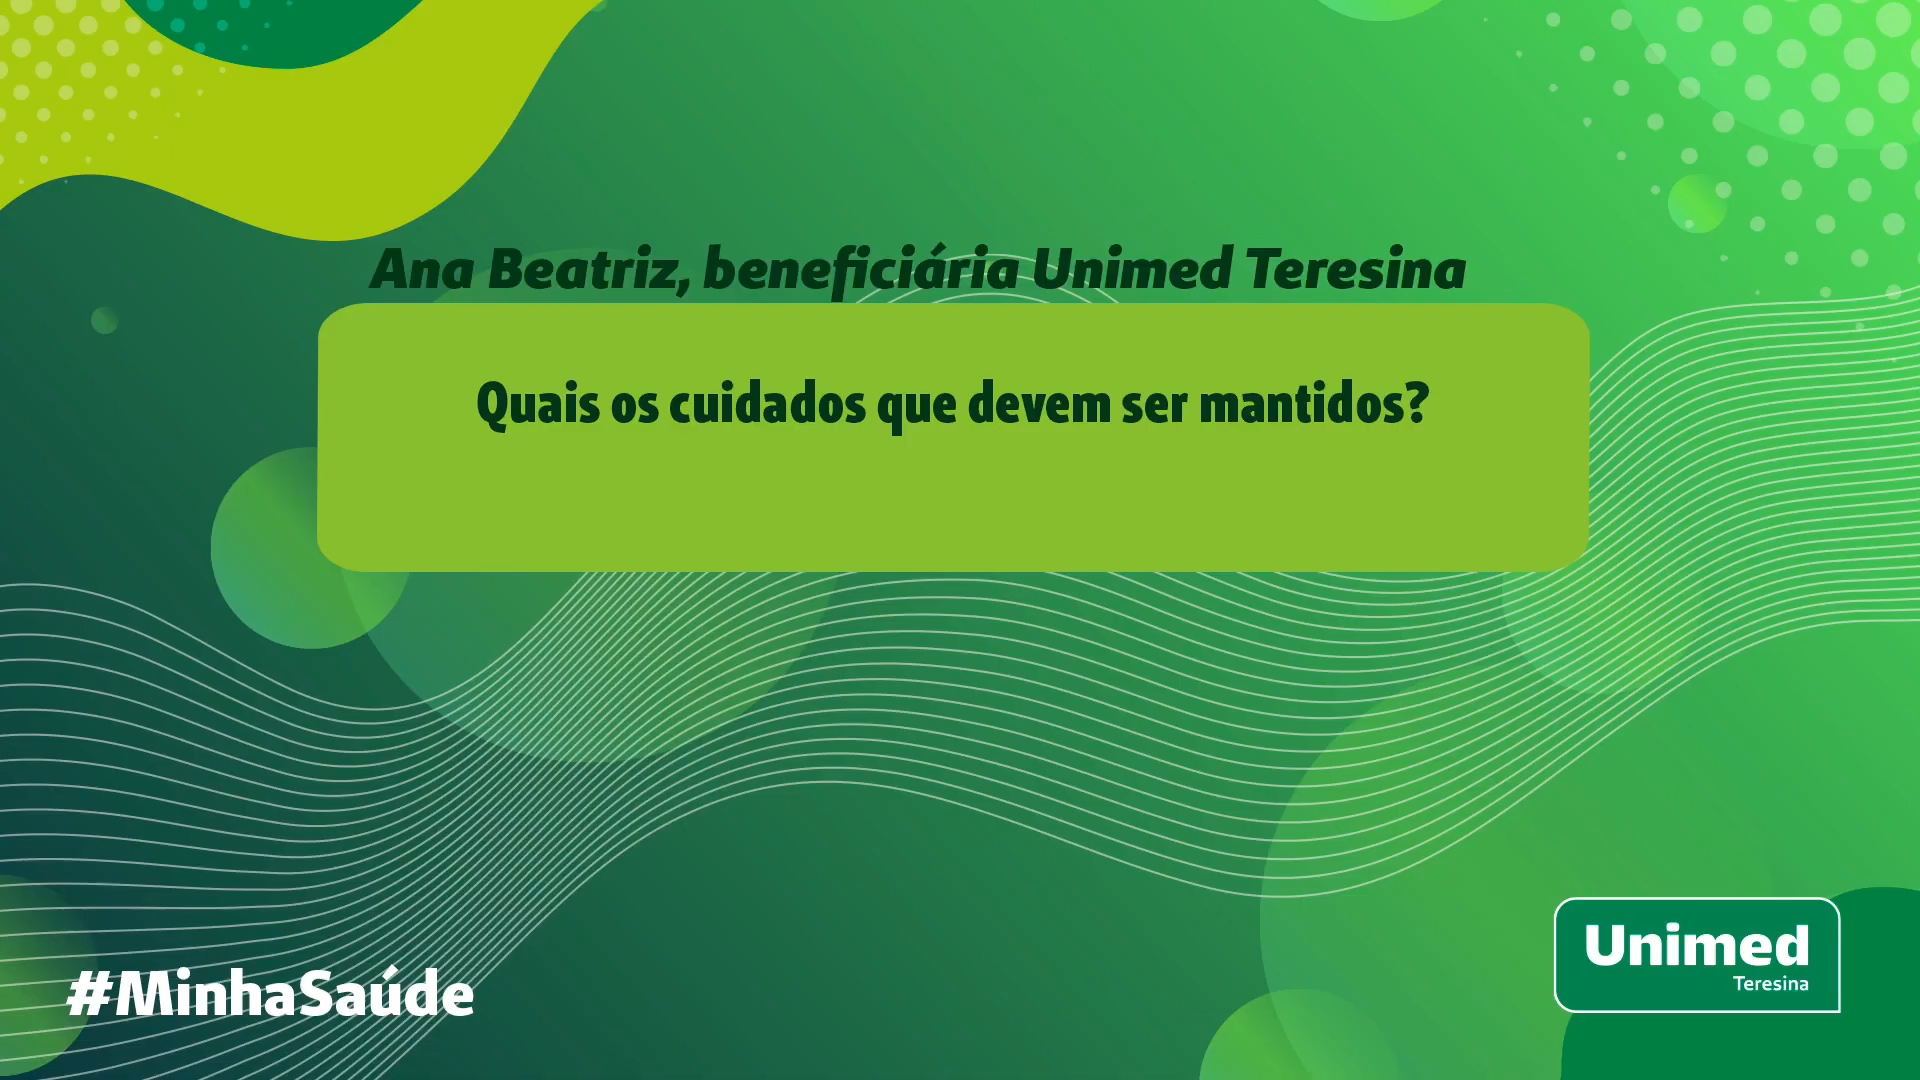 Ana Beatriz, beneficiária Unimed Teresina
Quais os cuidados que devem ser mantidos?
#MinhaSaúde
Unimed
Teresina